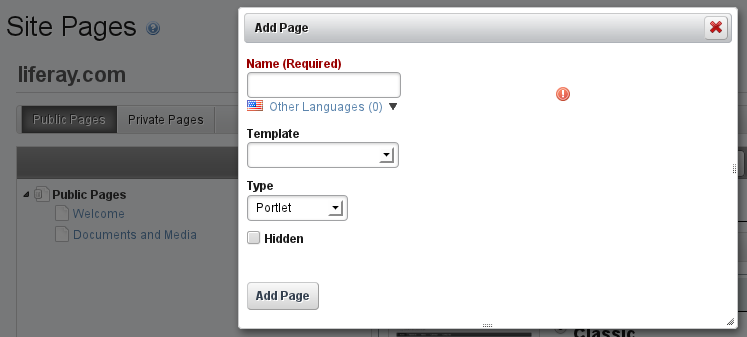 Site Pages
liferay.com
Public Pages
Private Pages
Public Pages
Welcome
Documents and Media
Add Page
Name (Required)
Other Languages (0)
Template
Type
Portlet
Hidden
Add Page
Classic